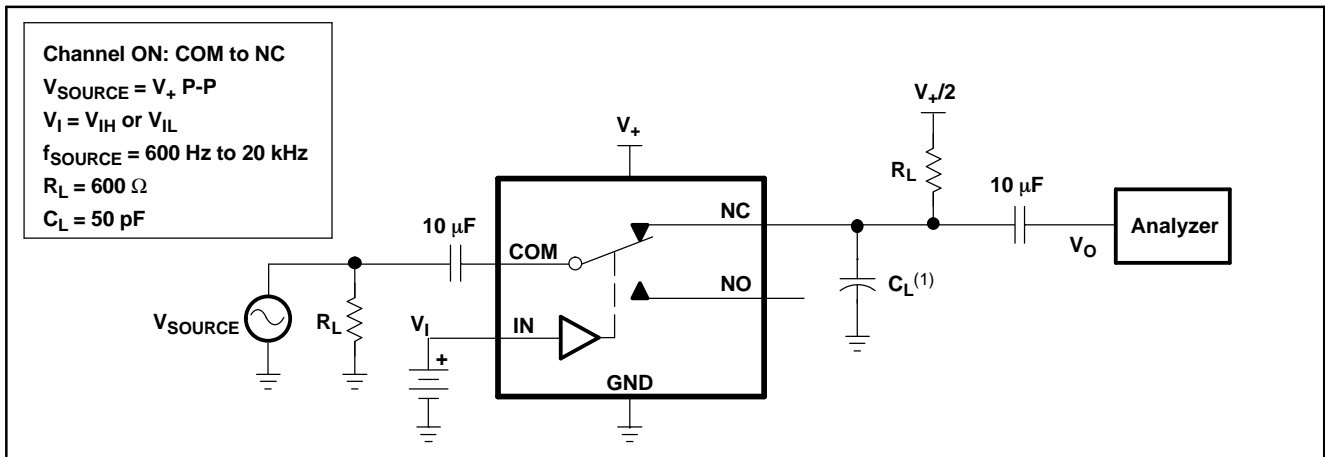 Channel ON: COM to NC
VSOURCE = V+ P-P
VI = VIH or VIL
fSOURCE = 600 Hz to 20 kHz
RL = 600 Ω
CL = 50 pF
V+/2
V+
RL
10 μF
NC
10 μF
COM
Analyzer
VO
NO
CL(1)
VSOURCE
RL
VI
IN
+
GND